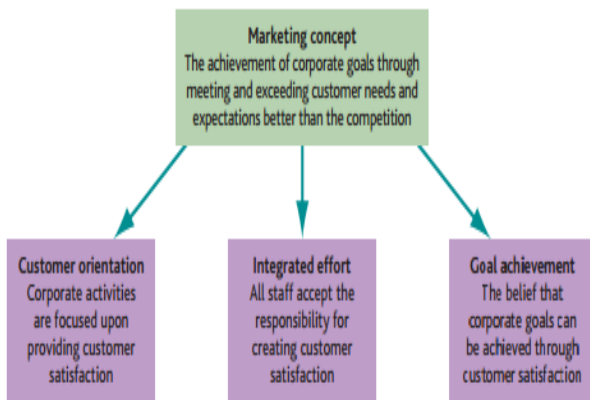 Marketing concept
The achievement of corporate goals through
meeting and exceeding customer needs and
expectations better than the competition
Customer orientation
Corporate activities
are focused upon
providing customer
satisfaction
Integrated effort
All staff accept the
responsibility for
creating customer
satisfaction
Goal achievement
The belief that
corporate goals can
be achieved through
customer satisfaction